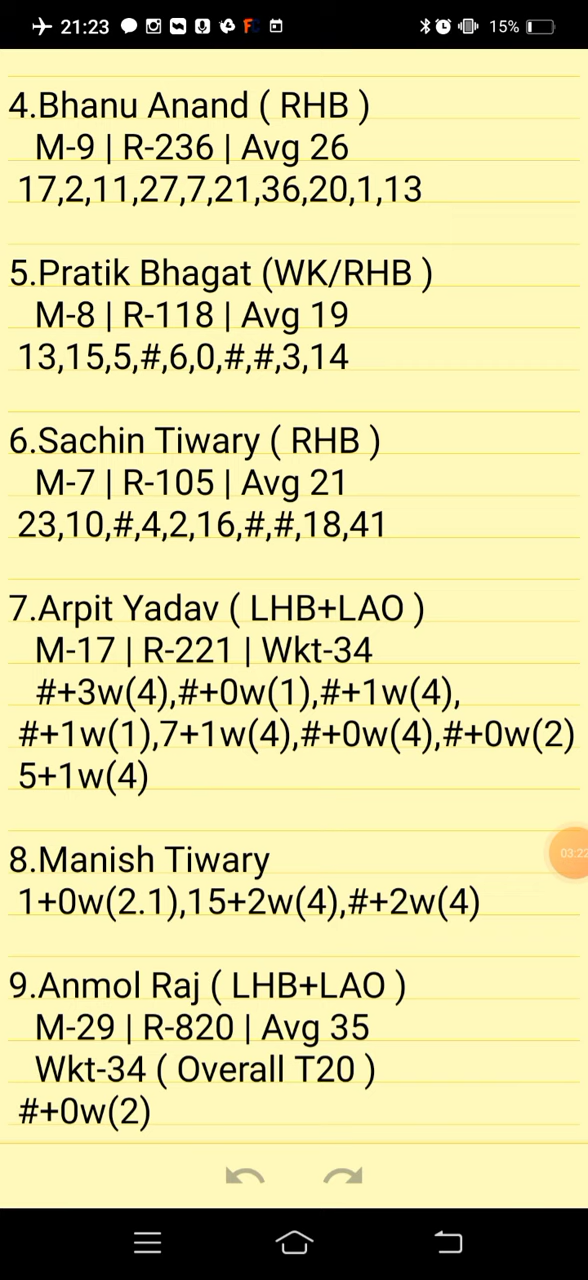 21:23
15%
4.Bhanu Anand ( RHB )
M-9 | R-236 | Avg 26
17,2,11,27,7,21,36,20,1,13
5.Pratik Bhagat (WK/RHB )
M-8 | R-118 | Avg 19
13,15,5,#,6,0,#,#,3,14
6.Sachin Tiwary ( RHB )
M-7 | R-105 | Avg 21
23,10,#,4,2,16,#,#,18,41
7.Arpit Yadav ( LHB+LAO )
M-17 | R-221 | Wkt-34
#+3w(4),#+0w(1),#+1w(4),
#+1w(1),7+1w(4),#+0w(4),#+0w(2)
5+1w(4)
03:22
8.Manish Tiwary
1+0w(2.1),15+2w(4),#+2w(4)
9.Anmol Raj ( LHB+LAO )
M-29 | R-820 | Avg 35
Wkt-34 ( Overall T20 )
#+0w(2)